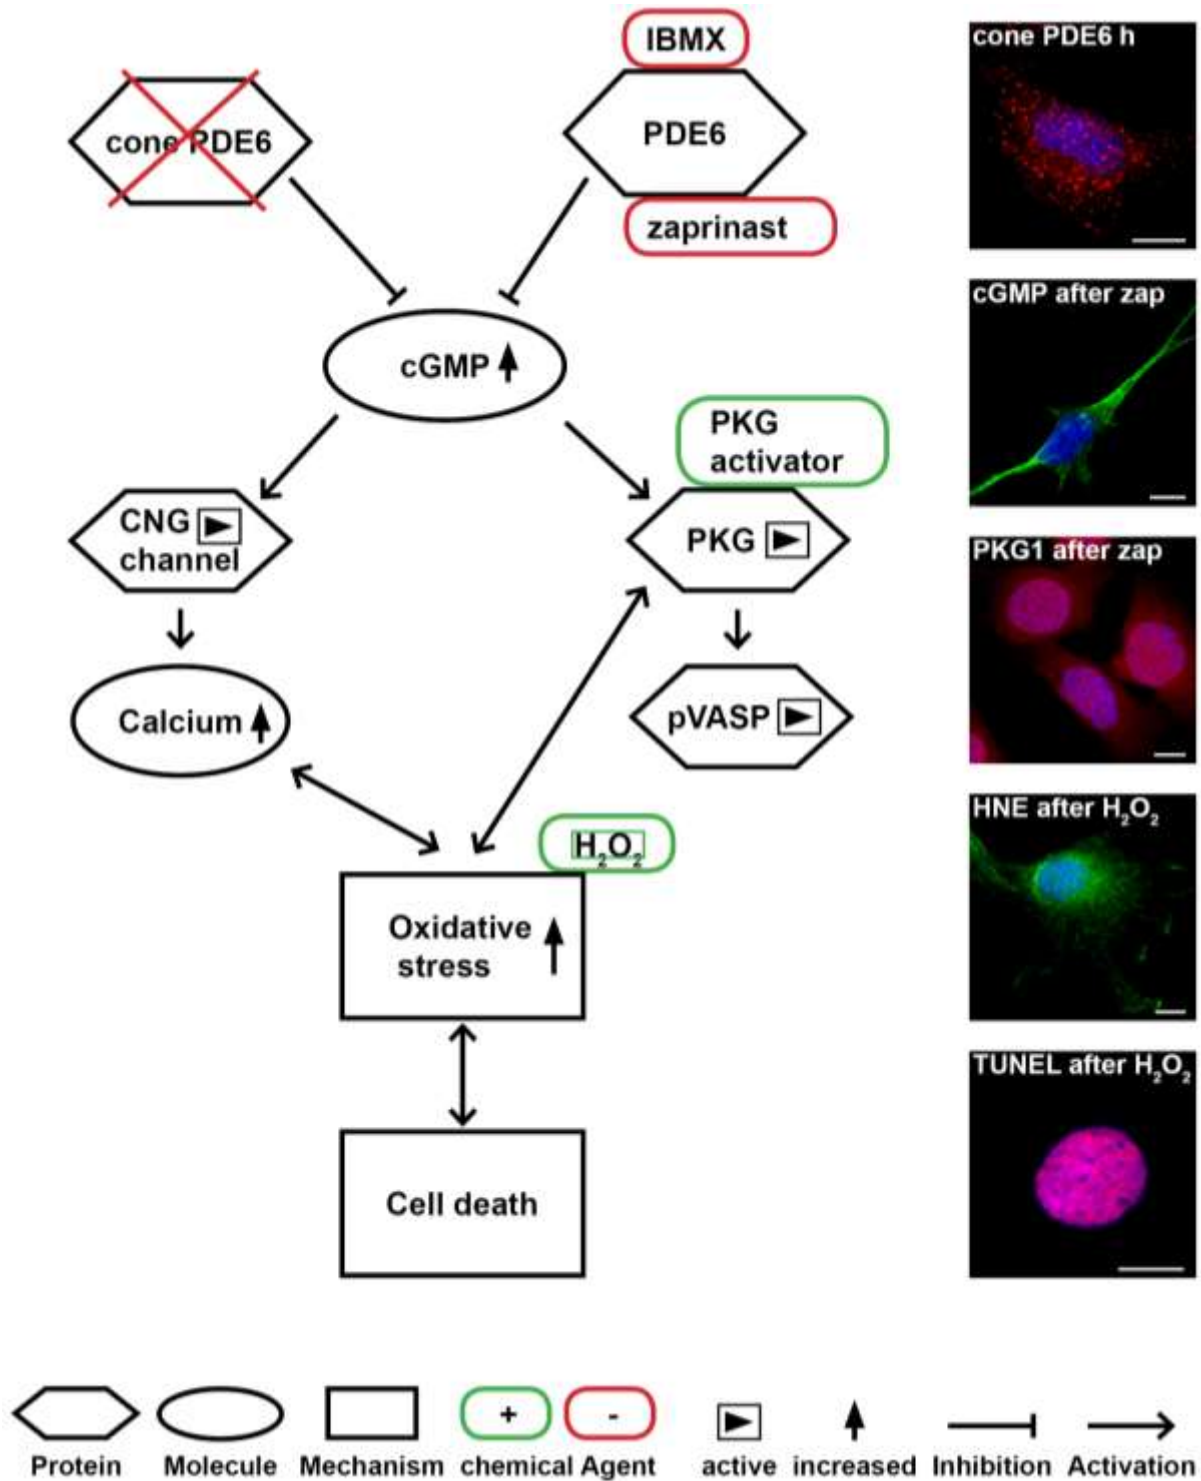 IBMX
cone PDE6
PDE6
zaprinast
cGMP
PKG
activator
CNG
channel
PKG
Calcium
pVASP
H₂O₂
Oxidative
stress
Cell death
cone PDE6 h
cGMP after zap
PKG1 after zap
HNE after H₂O₂
TUNEL after H₂O₂
+
-
Protein
Molecule
Mechanism
chemical Agent
active
increased
Inhibition
Activation